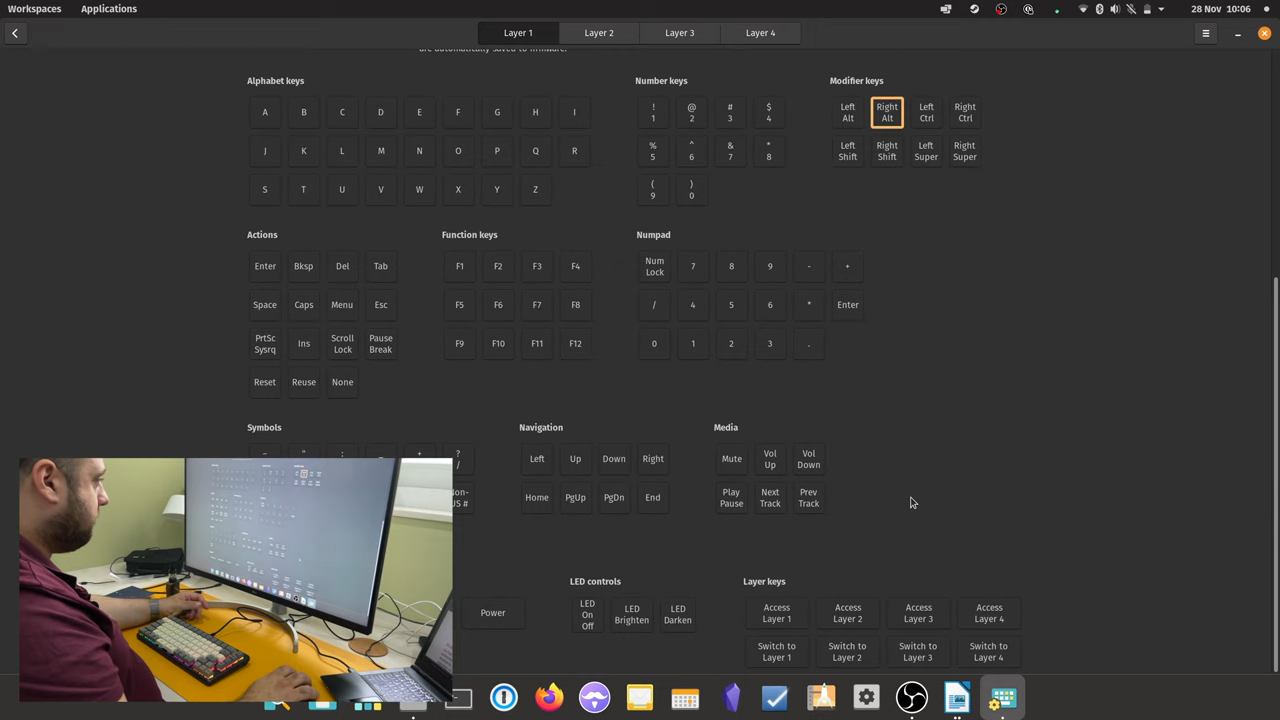 Workspaces Applications 28 Nov 10:06
Layer 1 Layer 2 Layer 3 Layer 4
are automatically saved to firmware.
Alphabet keys
A B C D E F G H I
J K L M N O P Q R
S T U V W X Y Z
Number keys
! @ # $
1 2 3 4
% ^ & *
5 6 7 8
( )
9 0
Modifier keys
Left Right Left Right
Alt Alt Ctrl Ctrl
Left Right Left Right
Shift Shift Super Super
Actions
Enter Bksp Del Tab
Space Caps Menu Esc
PrtSc Ins Scroll Pause
Sysrq Lock Break
Reset Reuse None
Function keys
F1 F2 F3 F4
F5 F6 F7 F8
F9 F10 F11 F12
Numpad
Num 7 8 9 - +
Lock
/ 4 5 6 * Enter
0 1 2 3 .
Symbols
- " : _ + ?
/
Non-
US #
Navigation
Left Up Down Right
Home PgUp PgDn End
Media
Mute Vol Vol
Up Down
Play Next Prev
Pause Track Track
Power
LED controls
LED LED LED
On Brighten Darken
Off
Layer keys
Access Access Access Access
Layer 1 Layer 2 Layer 3 Layer 4
Switch to Switch to Switch to Switch to
Layer 1 Layer 2 Layer 3 Layer 4